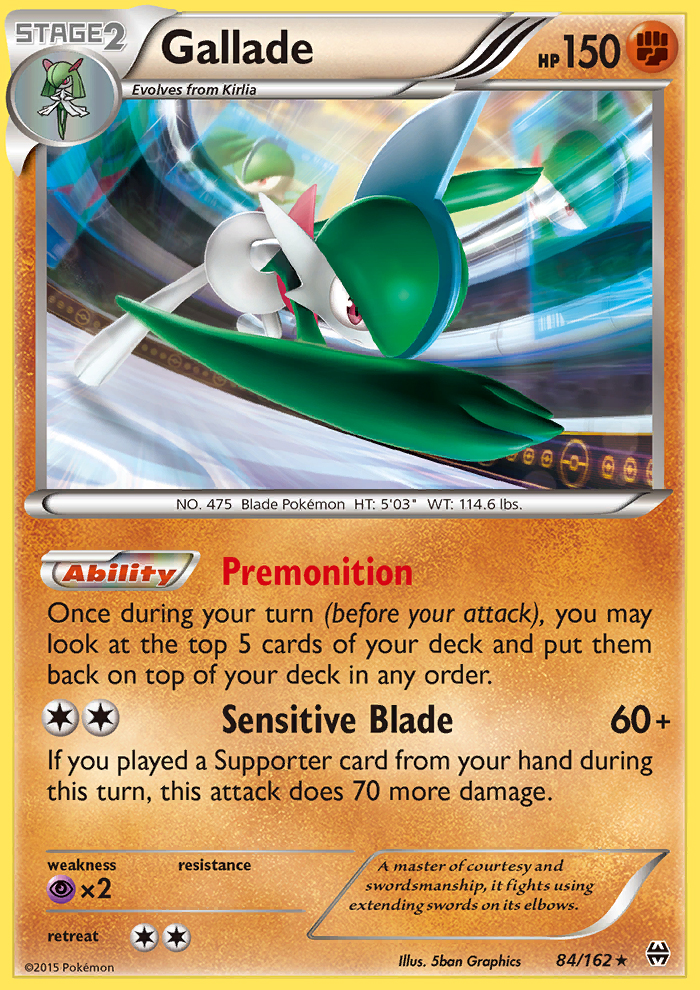 STAGE2
Gallade
HP150
Evolves from Kirlia
NO. 475 Blade Pokémon HT: 5'03" WT: 114.6 lbs.
Ability Premonition
Once during your turn (before your attack), you may
look at the top 5 cards of your deck and put them
back on top of your deck in any order.
Sensitive Blade 60+
If you played a Supporter card from your hand during
this turn, this attack does 70 more damage.
weakness resistance
×2
retreat
A master of courtesy and
swordsmanship, it fights using
extending swords on its elbows.
©2015 Pokémon
Illus. 5ban Graphics 84/162★